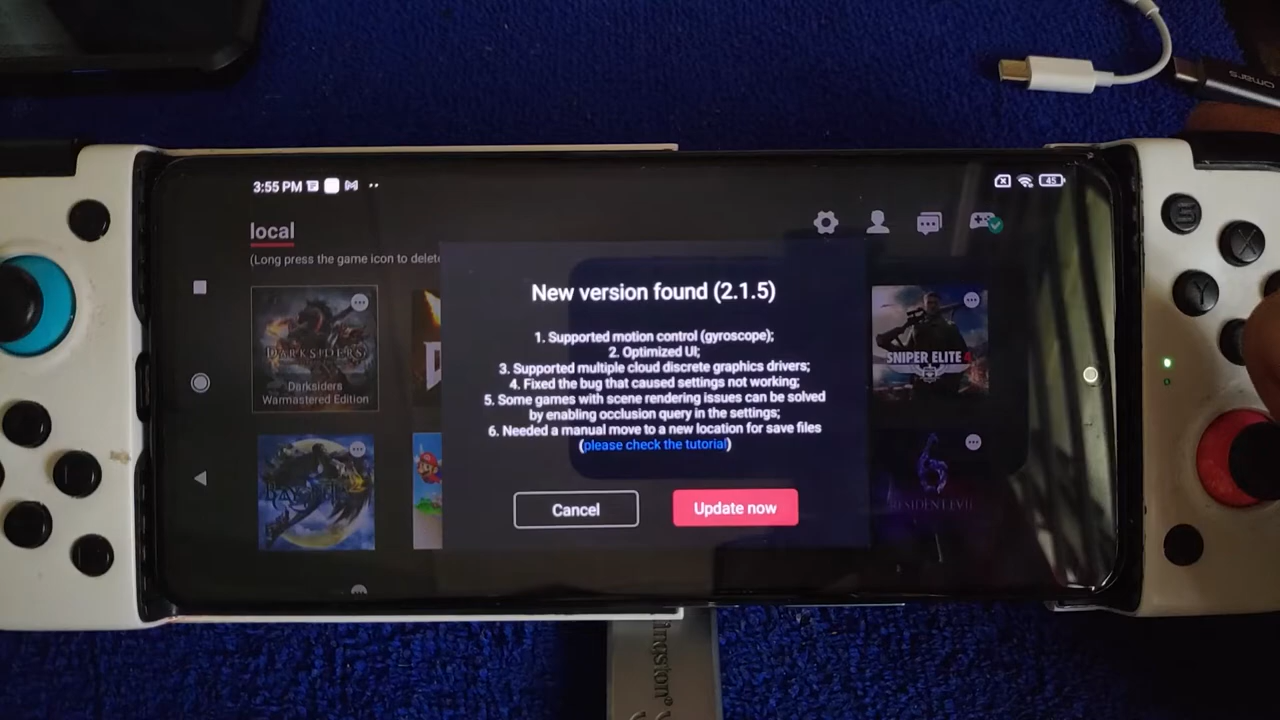 omars
3:55 PM
45
local
(Long press the game icon to delete
New version found (2.1.5)
1. Supported motion control (gyroscope);
2. Optimized UI;
3. Supported multiple cloud discrete graphics drivers;
4. Fixed the bug that caused settings not working;
5. Some games with scene rendering issues can be solved
by enabling occlusion query in the settings;
6. Needed a manual move to a new location for save files
(please check the tutorial)
Cancel
Update now
DARKSIDERS
Darksiders
Warmastered Edition
SNIPER ELITE 4
RESIDENT EVIL
X
Y
Kingston